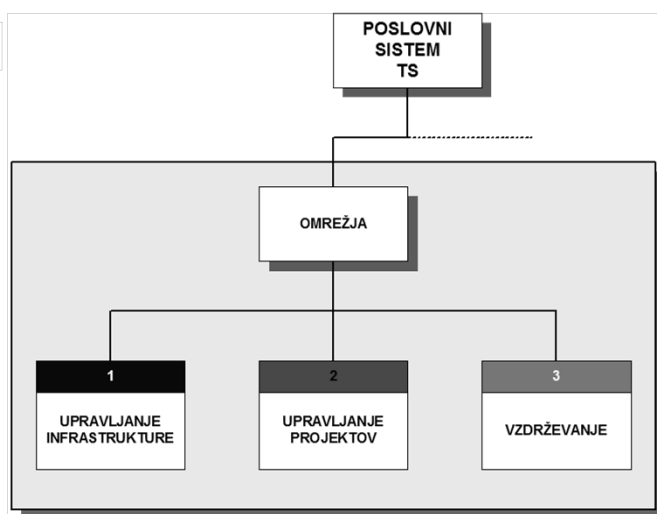 POSLOVNI
SISTEM
TS
OMREŽJA
1
UPRAVLJANJE
INFRASTRUKTURE
2
UPRAVLJANJE
PROJEKTOV
3
VZDRŽEVANJE